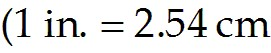 (1 in. = 2.54 cm